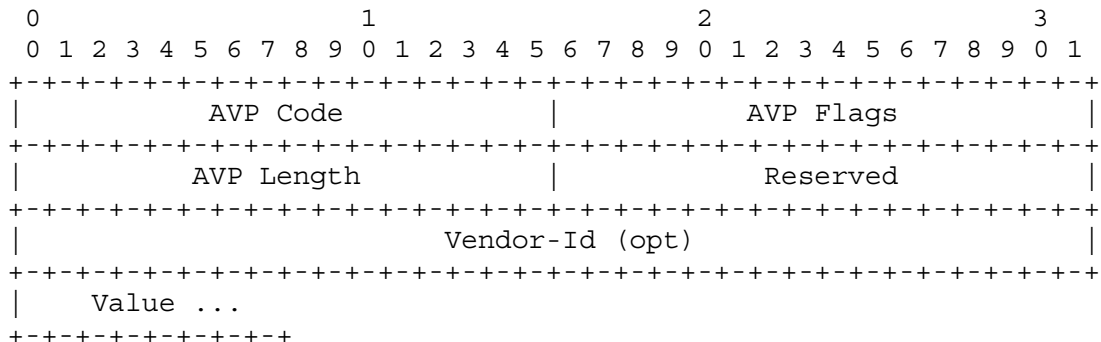 0                   1                   2                   3
 0 1 2 3 4 5 6 7 8 9 0 1 2 3 4 5 6 7 8 9 0 1 2 3 4 5 6 7 8 9 0 1
+-+-+-+-+-+-+-+-+-+-+-+-+-+-+-+-+-+-+-+-+-+-+-+-+-+-+-+-+-+-+-+-+
|           AVP Code            |           AVP Flags           |
+-+-+-+-+-+-+-+-+-+-+-+-+-+-+-+-+-+-+-+-+-+-+-+-+-+-+-+-+-+-+-+-+
|          AVP Length           |            Reserved           |
+-+-+-+-+-+-+-+-+-+-+-+-+-+-+-+-+-+-+-+-+-+-+-+-+-+-+-+-+-+-+-+-+
|                         Vendor-Id (opt)                       |
+-+-+-+-+-+-+-+-+-+-+-+-+-+-+-+-+-+-+-+-+-+-+-+-+-+-+-+-+-+-+-+-+
|    Value ...
+-+-+-+-+-+-+-+-+